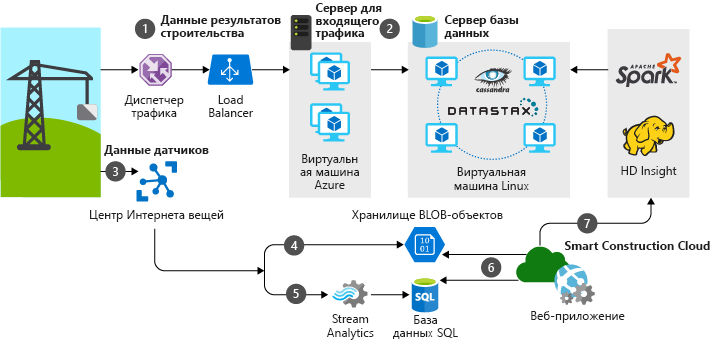 1
Данные результатов
строительства
Сервер для
входящего
трафика
2
Сервер базы
данных
Диспетчер
трафика
Load
Balancer
Виртуальн
ая машина
Azure
cassandra
DATASTAX
Виртуальная
машина Linux
APACHE
Spark
HD Insight
Данные датчиков
3
Центр Интернета вещей
Хранилище BLOB-объектов
7
Smart Construction Cloud
4
10
01
6
5
SQL
Stream
Analytics
База
данных SQL
Веб-приложение